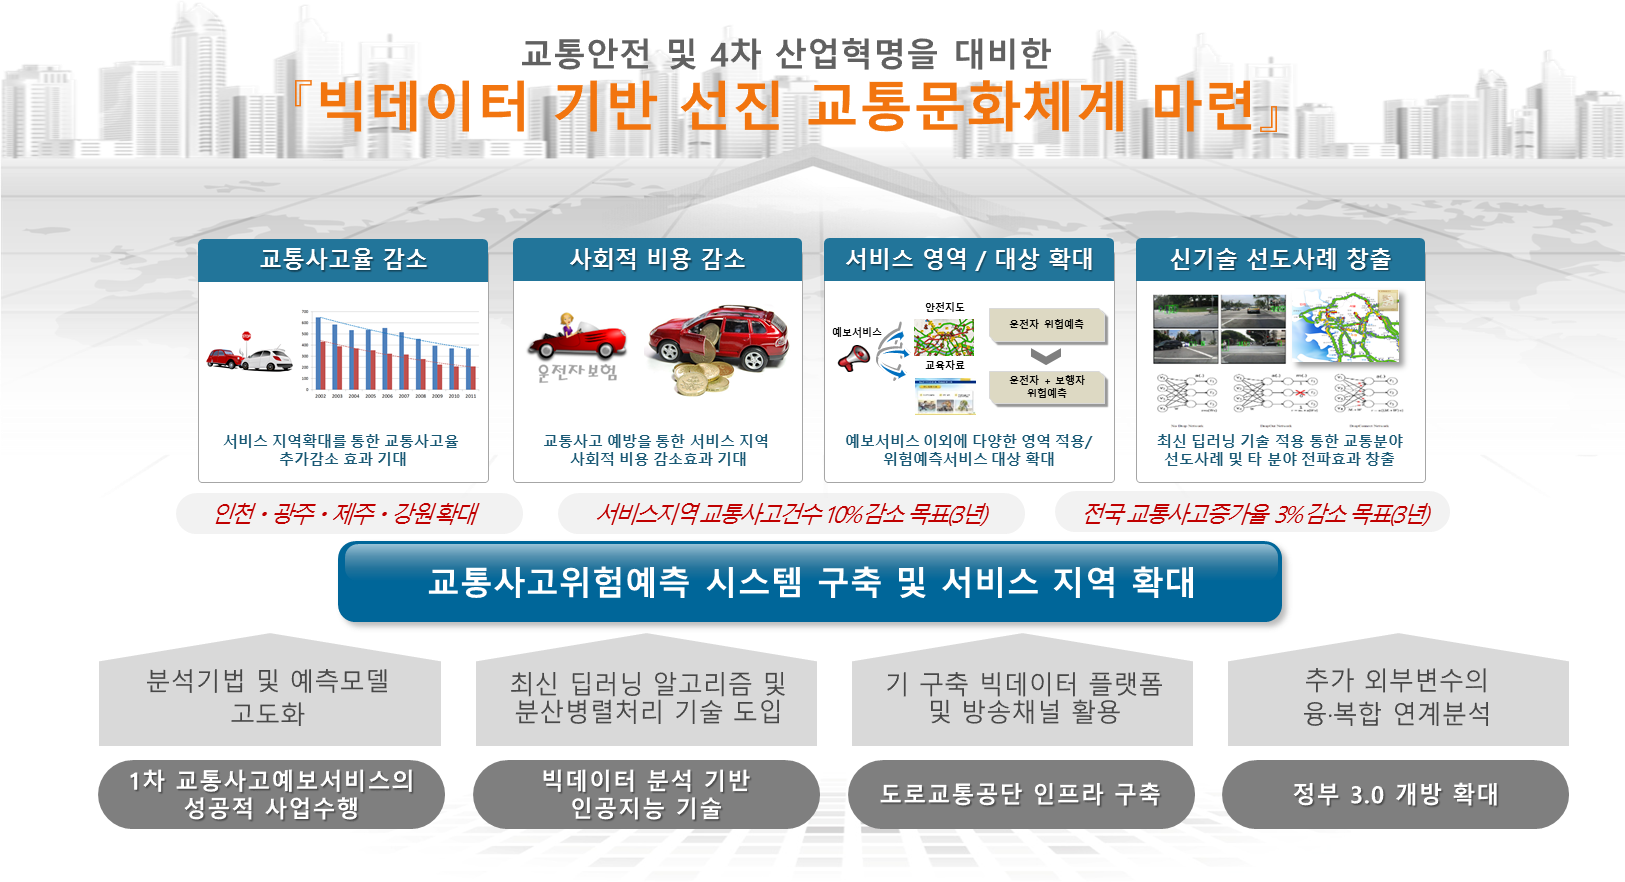 교통안전 및 4차 산업혁명을 대비한
『빅데이터 기반 선진 교통문화체계 마련』
교통사고율 감소
700
600
500
400
300
200
100
0
2002 2003 2004 2005 2006 2007 2008 2009 2010 2011
서비스 지역확대를 통한 교통사고율
추가감소 효과 기대
사회적 비용 감소
운전자보험
교통사고 예방을 통한 서비스 지역
사회적 비용 감소효과 기대
서비스 영역 / 대상 확대
예보서비스
안전지도
교육자료
운전자 위험예측
운전자 + 보행자
위험예측
예보서비스 이외에 다양한 영역 적용/
위험예측서비스 대상 확대
신기술 선도사례 창출
최신 딥러닝 기술 적용 통한 교통분야
선도사례 및 타 분야 전파효과 창출
인천・광주・제주・강원 확대
서비스지역 교통사고건수 10% 감소 목표(3년)
전국 교통사고증가율 3% 감소 목표(3년)
교통사고위험예측 시스템 구축 및 서비스 지역 확대
분석기법 및 예측모델
고도화
최신 딥러닝 알고리즘 및
분산병렬처리 기술 도입
기 구축 빅데이터 플랫폼
및 방송채널 활용
추가 외부변수의
융·복합 연계분석
1차 교통사고예보서비스의
성공적 사업수행
빅데이터 분석 기반
인공지능 기술
도로교통공단 인프라 구축
정부 3.0 개방 확대